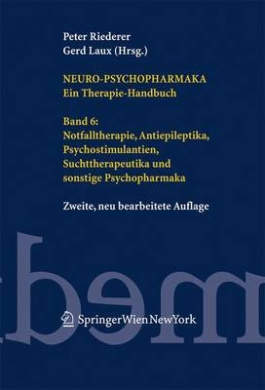 Peter Riederer
Gerd Laux (Hrsg.)
NEURO-PSYCHOPHARMAKA
Ein Therapie-Handbuch
Band 6:
Notfalltherapie, Antiepileptika,
Psychostimulantien,
Suchttherapeutika und
sonstige Psychopharmaka
Zweite, neu bearbeitete Auflage
med
SpringerWienNewYork